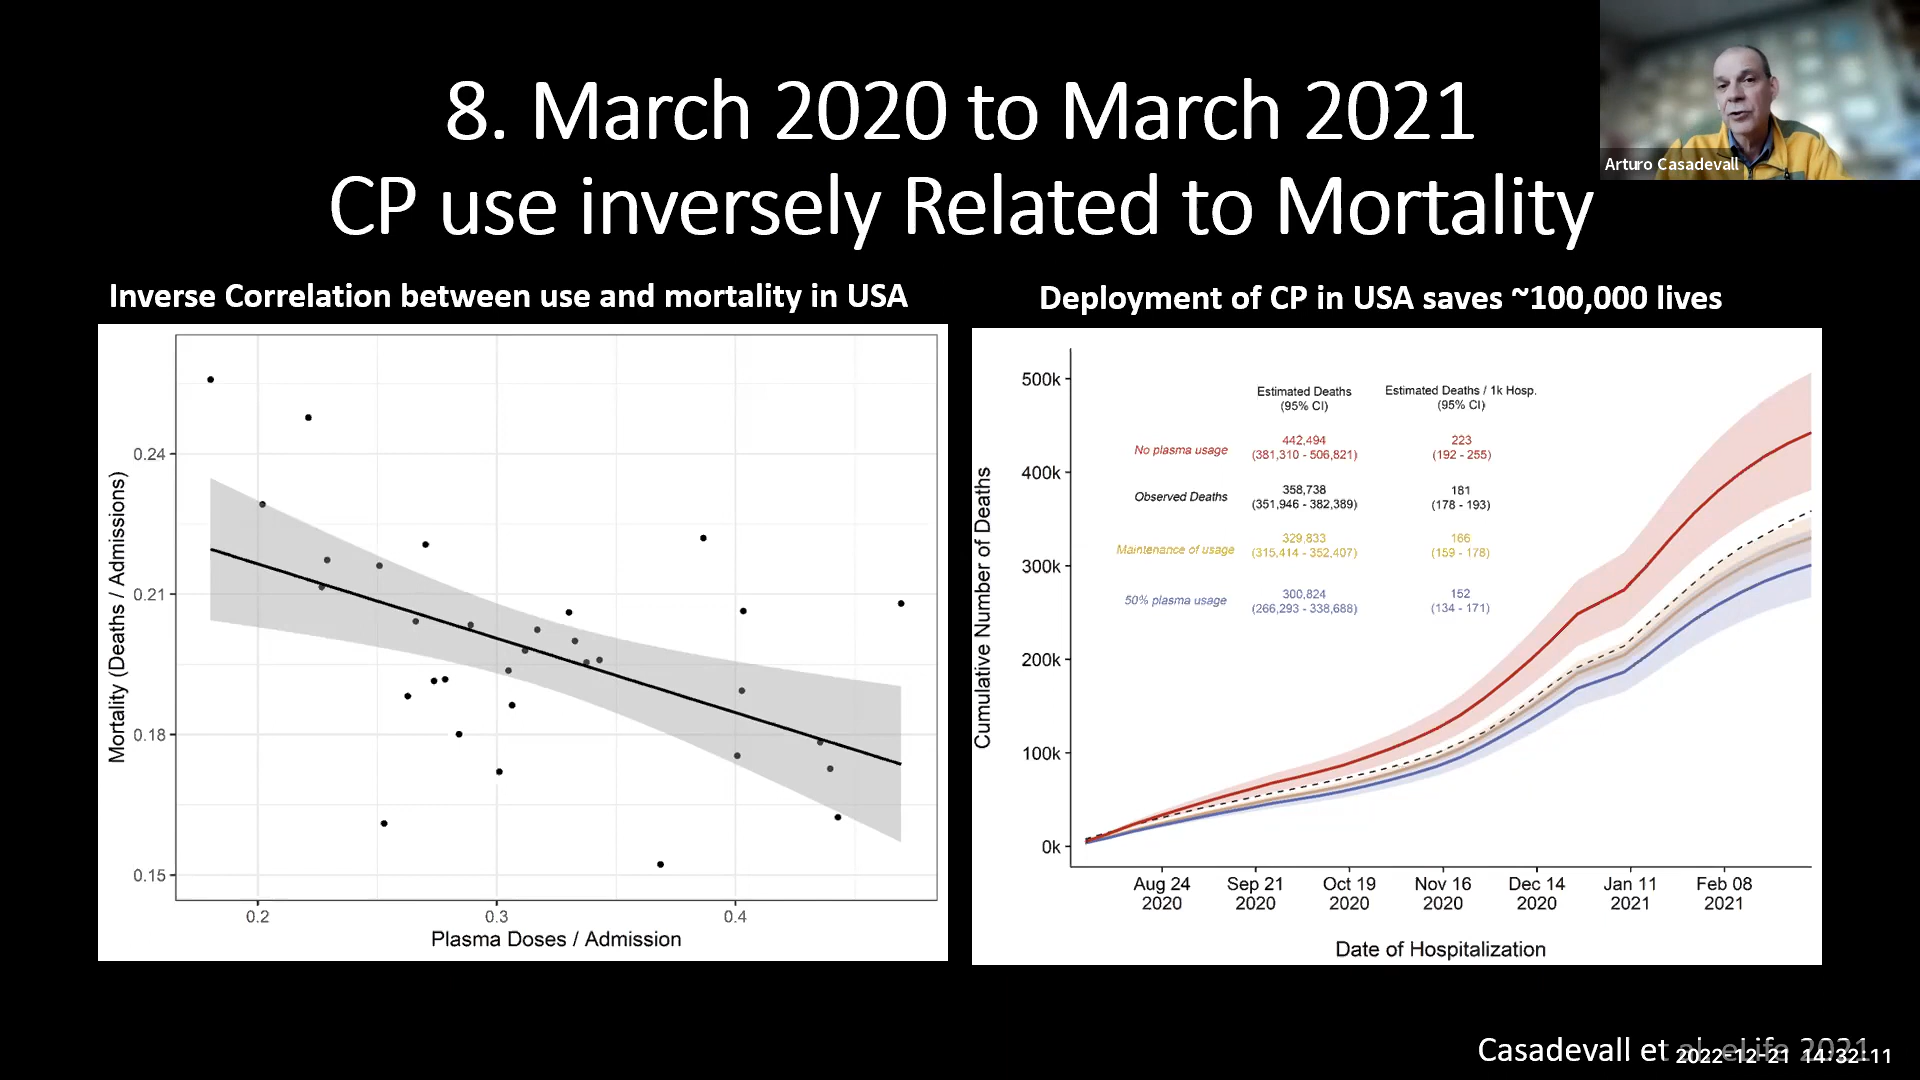 8. March 2020 to March 2021
CP use inversely Related to Mortality
Arturo Casadevall
Inverse Correlation between use and mortality in USA
Mortality (Deaths / Admissions)
0.24
0.21
0.18
0.15
0.2
0.3
0.4
Plasma Doses / Admission
Deployment of CP in USA saves ~100,000 lives
Cumulative Number of Deaths
500k
400k
300k
200k
100k
0k
Estimated Deaths
(95% CI)
Estimated Deaths / 1k Hosp.
(95% CI)
No plasma usage
442,494
(381,310 - 506,821)
223
(192 - 255)
Observed Deaths
358,738
(351,946 - 382,389)
181
(178 - 193)
Maintenance of usage
329,833
(315,414 - 352,407)
166
(159 - 178)
50% plasma usage
300,824
(266,293 - 338,688)
152
(134 - 171)
Aug 24
2020
Sep 21
2020
Oct 19
2020
Nov 16
2020
Dec 14
2020
Jan 11
2021
Feb 08
2021
Date of Hospitalization
Casadevall et al. eLife 2021
2022-12-21 14:32:11